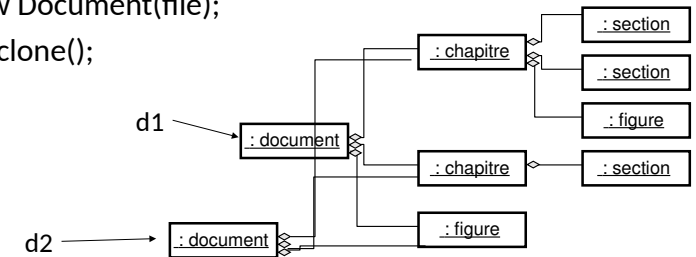 Document(file);
clone();
: section
: chapitre
: section
d1
: figure
: document
: chapitre
: section
: figure
d2
: document